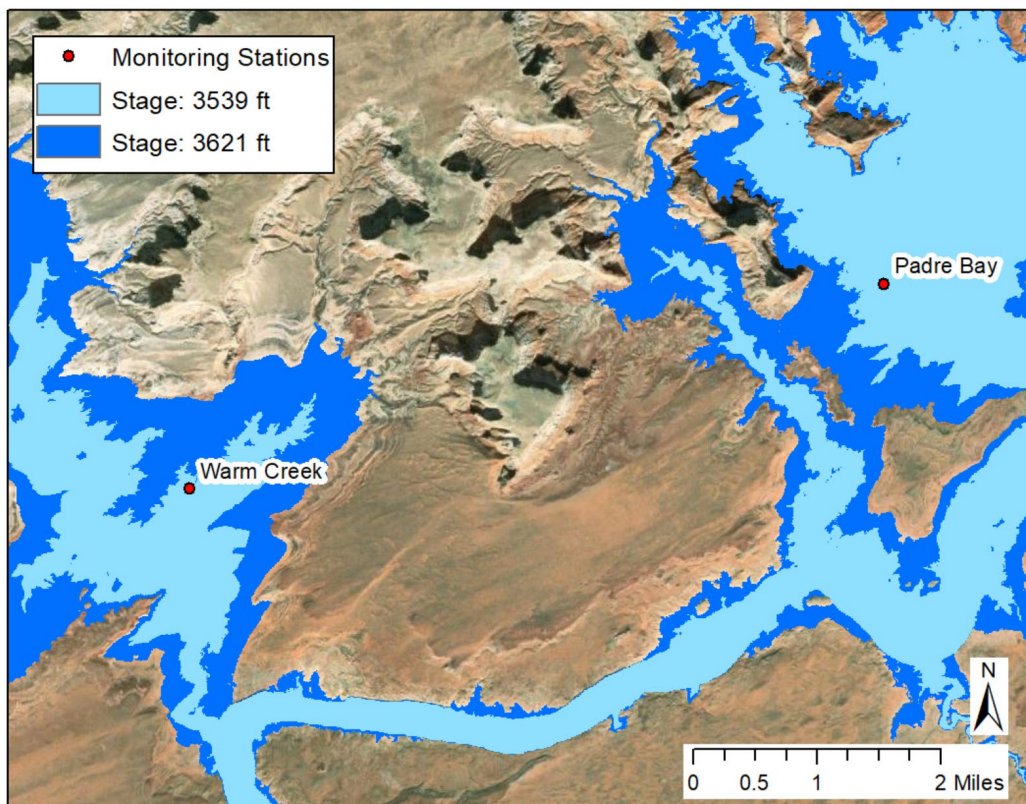 Monitoring Stations
Stage: 3539 ft
Stage: 3621 ft
Padre Bay
Warm Creek
N
0 0.5 1 2 Miles